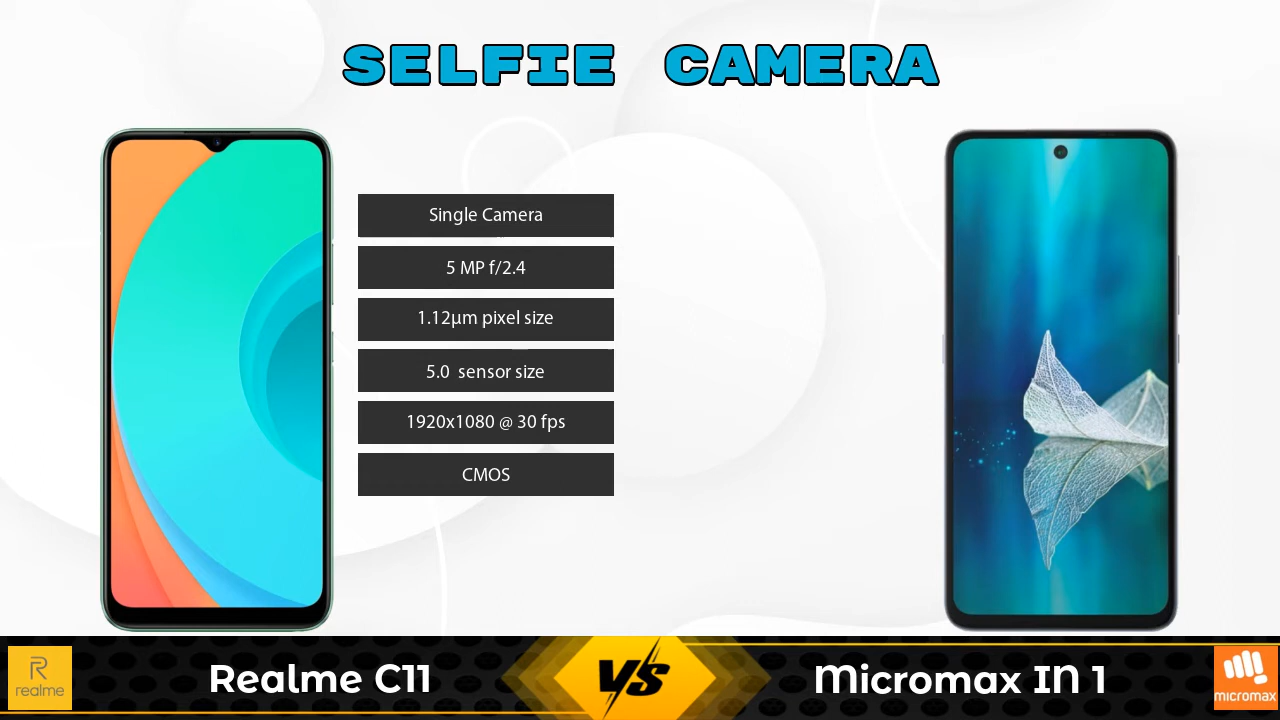 SELFIE CAMERA
Single Camera
5 MP f/2.4
1.12µm pixel size
5.0 sensor size
1920x1080 @ 30 fps
CMOS
R
realme
Realme C11
VS
Micromax IN 1
micromax